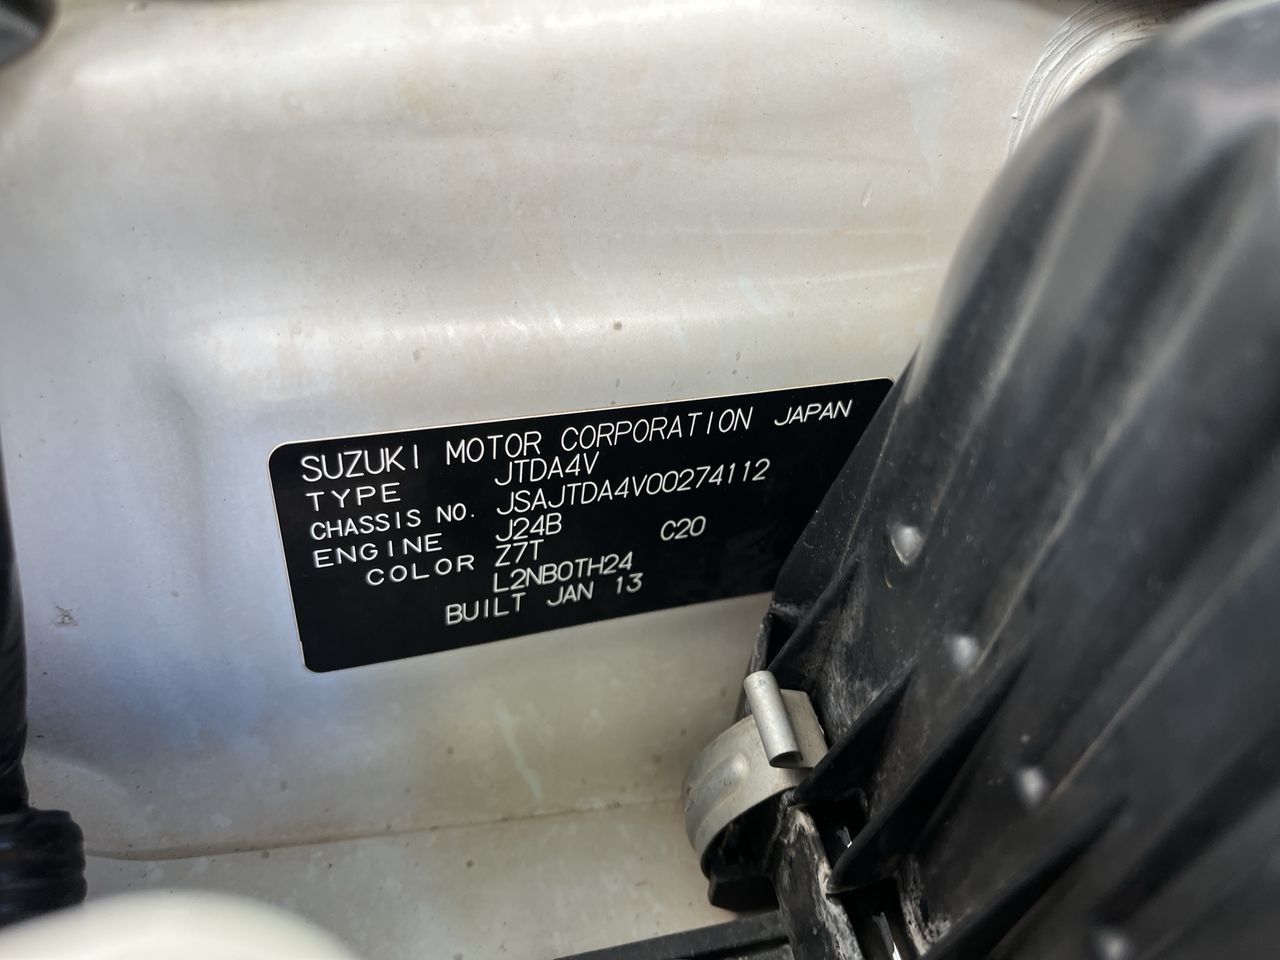 SUZUKI MOTOR CORPORATION JAPAN
TYPE JTDA4V
CHASSIS NO. JSAJTDA4V00274112
ENGINE J24B
COLOR Z7T C20
L2NB0TH24
BUILT JAN 13